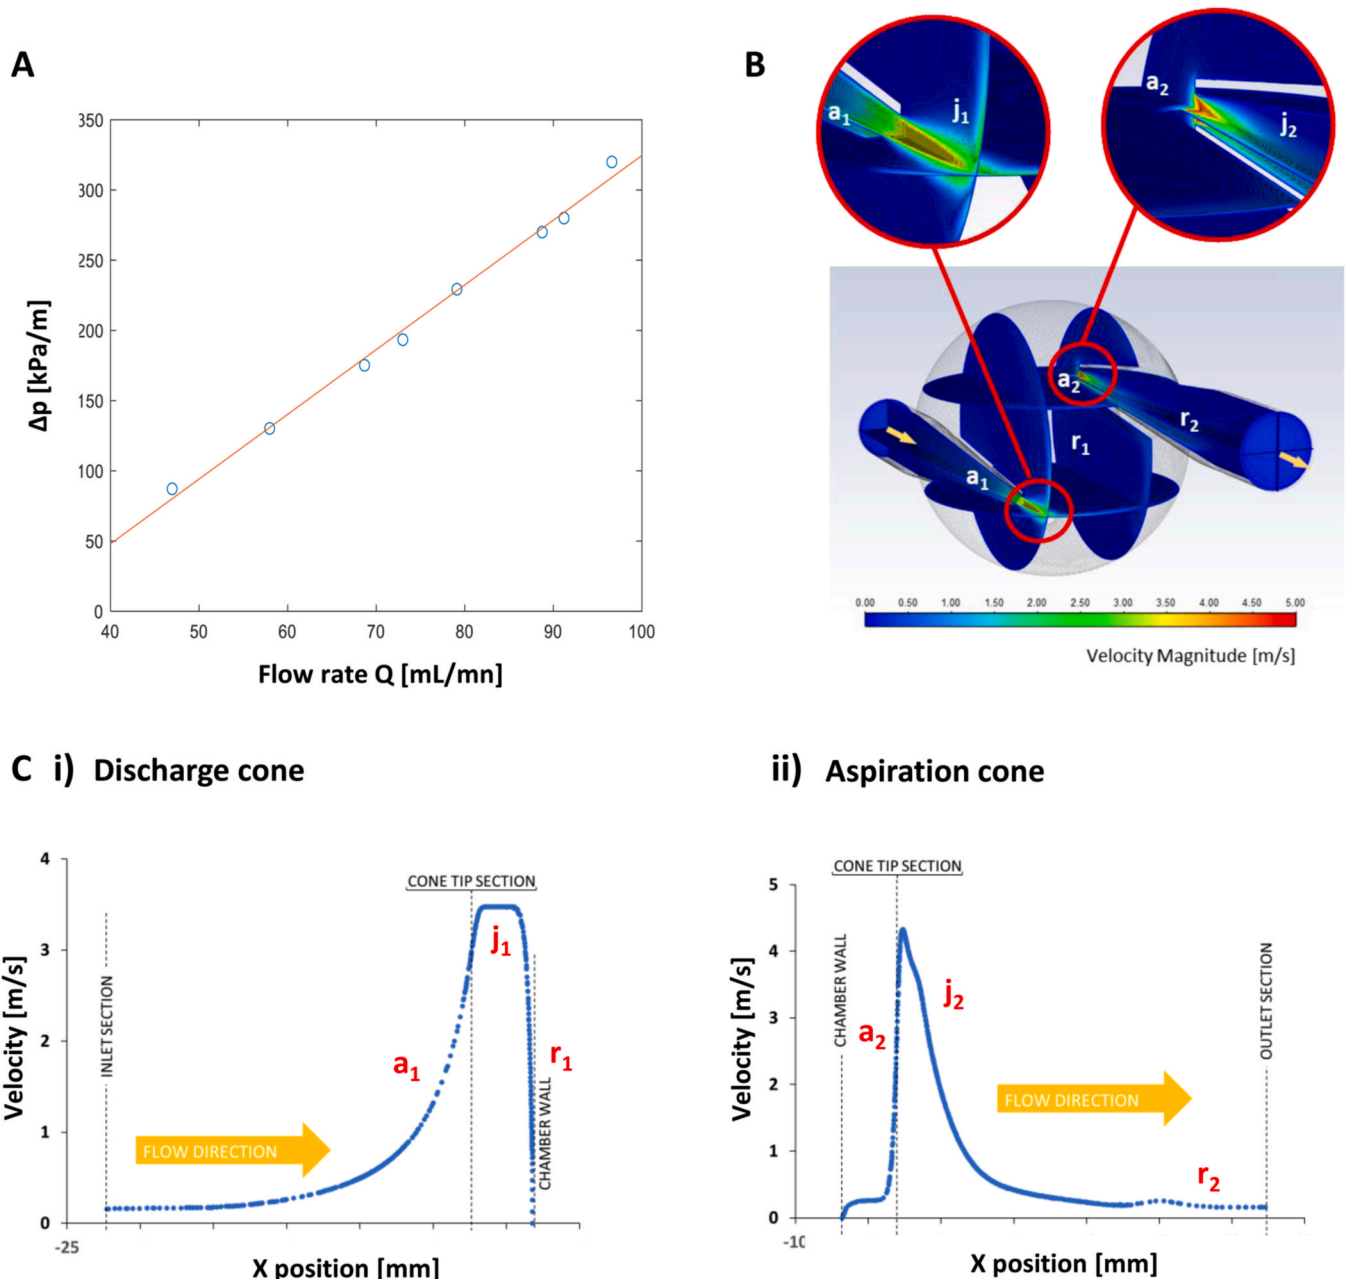 A
B
350
300
250
200
150
100
50
0
40
50
60
70
80
90
100
Δp [kPa/m]
Flow rate Q [mL/mn]
a1
j1
a2
j2
a2
r2
r1
a1
0.00 0.50 1.00 1.50 2.00 2.50 3.00 3.50 4.00 4.50 5.00
Velocity Magnitude [m/s]
C i) Discharge cone
4
3
2
1
0
-25
Velocity [m/s]
X position [mm]
INLET SECTION
CONE TIP SECTION
CHAMBER WALL
FLOW DIRECTION
a1
j1
r1
ii) Aspiration cone
5
4
3
2
1
0
-10
Velocity [m/s]
X position [mm]
CONE TIP SECTION
CHAMBER WALL
OUTLET SECTION
FLOW DIRECTION
a2
j2
r2